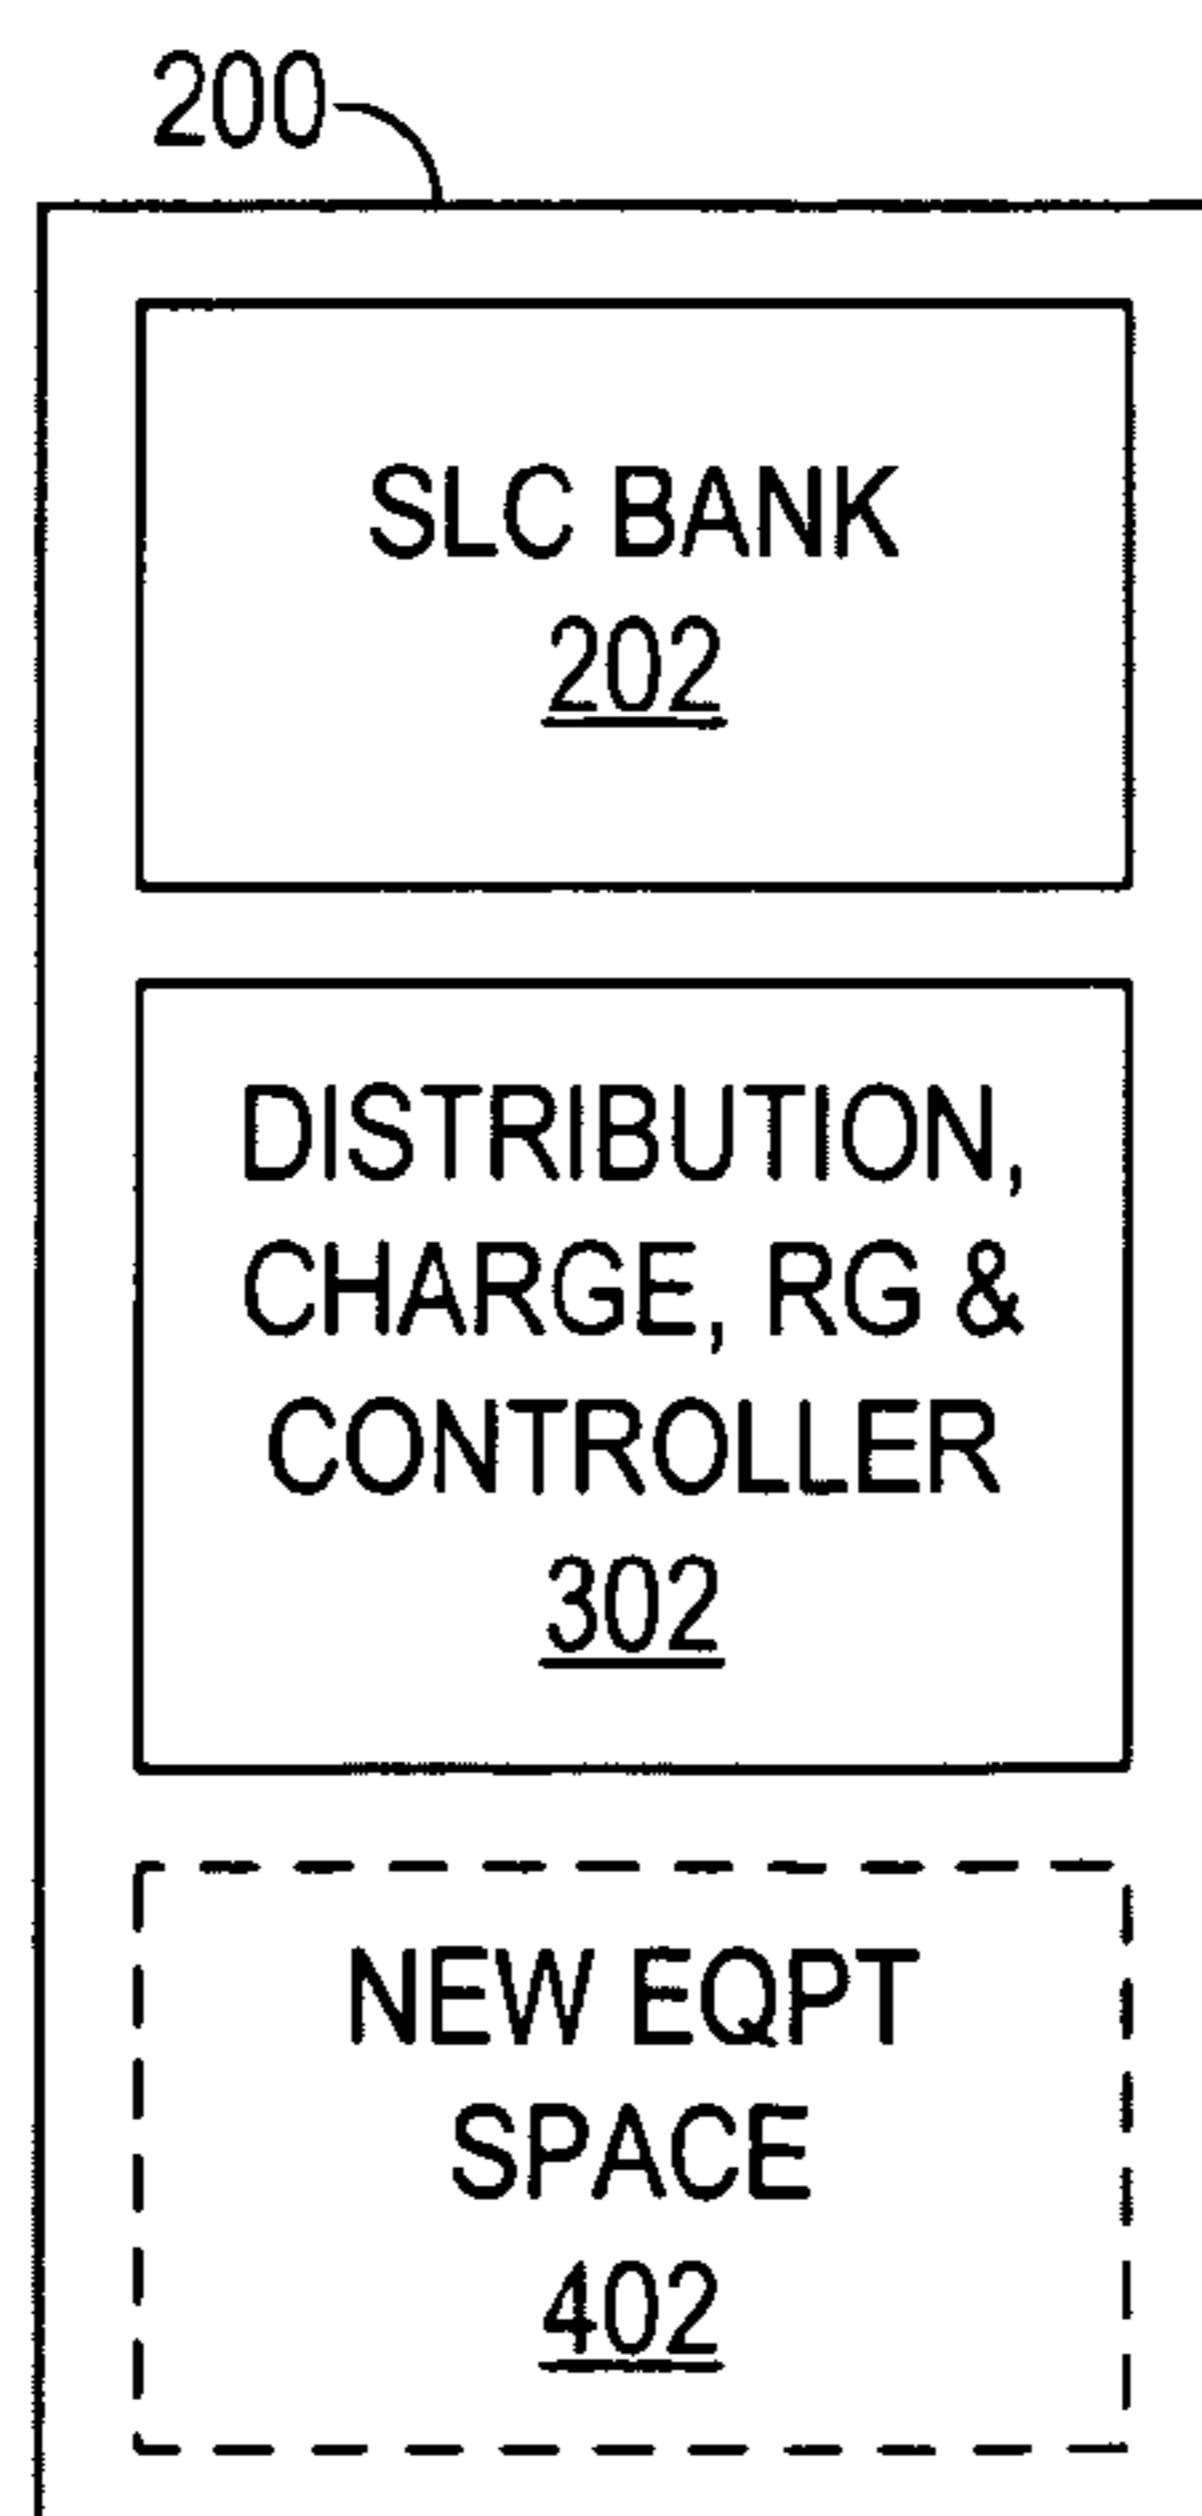 200
SLC BANK
202
DISTRIBUTION,
CHARGE, RG &
CONTROLLER
302
NEW EQPT
SPACE
402